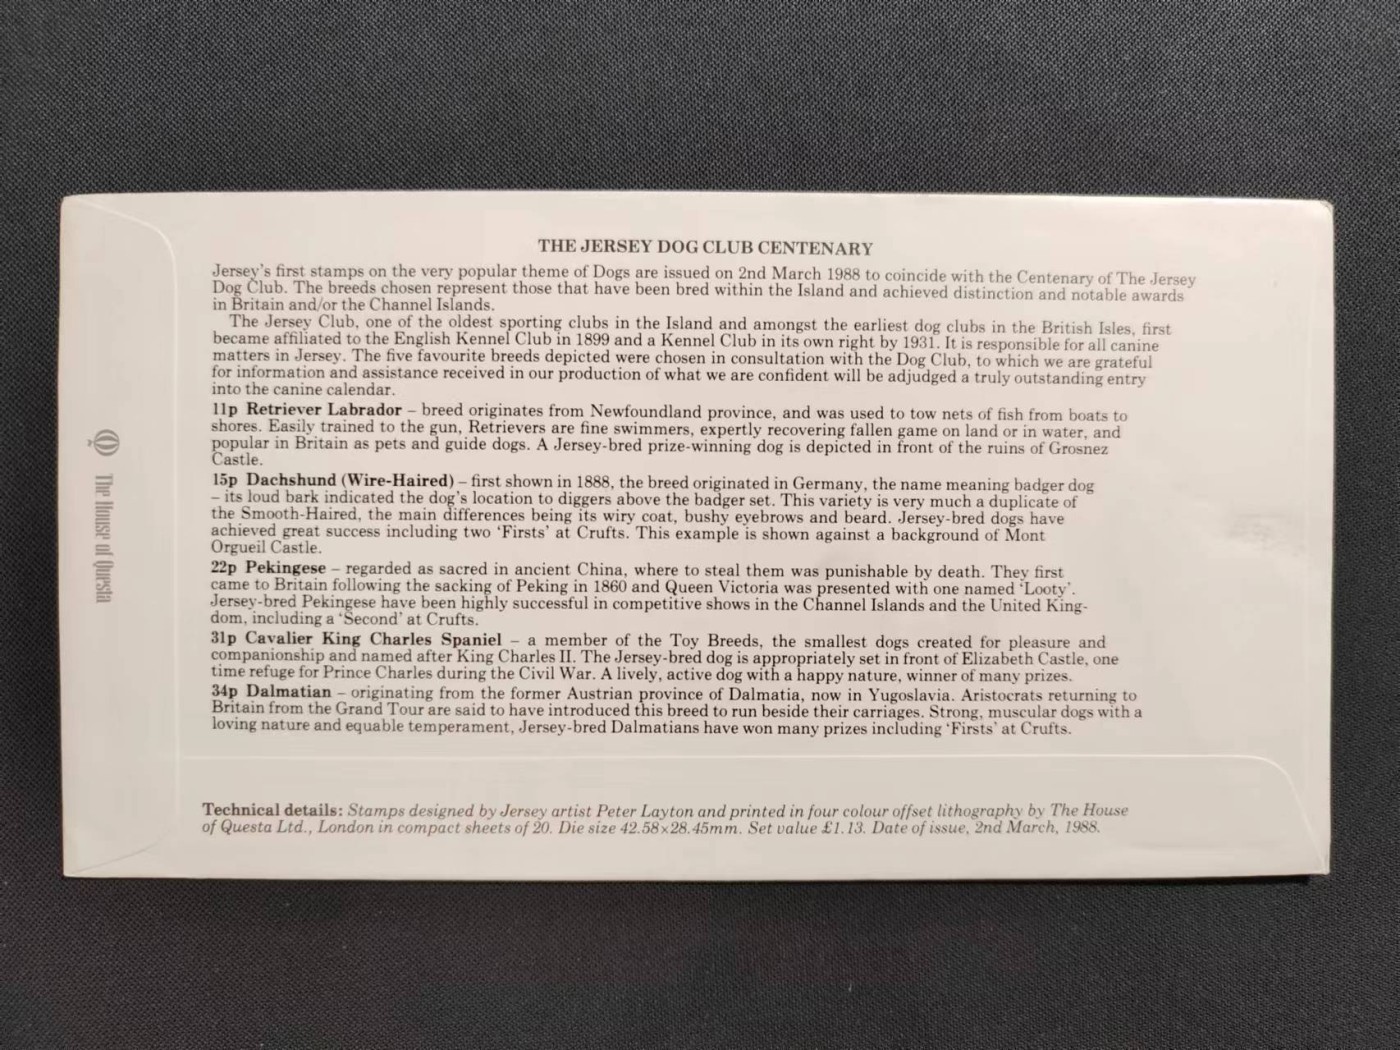 THE JERSEY DOG CLUB CENTENARY
Jersey's first stamps on the very popular theme of Dogs are issued on 2nd March 1988 to coincide with the Centenary of The Jersey
Dog Club. The breeds chosen represent those that have been bred within the Island and achieved distinction and notable awards
in Britain and/or the Channel Islands.
The Jersey Club, one of the oldest sporting clubs in the Island and amongst the earliest dog clubs in the British Isles, first
became affiliated to the English Kennel Club in 1899 and a Kennel Club in its own right by 1931. It is responsible for all canine
matters in Jersey. The five favourite breeds depicted were chosen in consultation with the Dog Club, to which we are grateful
for information and assistance received in our production of what we are confident will be adjudged a truly outstanding entry
into the canine calendar.
11p Retriever Labrador – breed originates from Newfoundland province, and was used to tow nets of fish from boats to
shores. Easily trained to the gun, Retrievers are fine swimmers, expertly recovering fallen game on land or in water, and
popular in Britain as pets and guide dogs. A Jersey-bred prize-winning dog is depicted in front of the ruins of Grosnez
Castle.
15p Dachshund (Wire-Haired) – first shown in 1888, the breed originated in Germany, the name meaning badger dog
– its loud bark indicated the dog's location to diggers above the badger set. This variety is very much a duplicate of
the Smooth-Haired, the main differences being its wiry coat, bushy eyebrows and beard. Jersey-bred dogs have
achieved great success including two 'Firsts' at Crufts. This example is shown against a background of Mont
Orgueil Castle.
22p Pekingese – regarded as sacred in ancient China, where to steal them was punishable by death. They first
came to Britain following the sacking of Peking in 1860 and Queen Victoria was presented with one named 'Looty'.
Jersey-bred Pekingese have been highly successful in competitive shows in the Channel Islands and the United King-
dom, including a 'Second' at Crufts.
31p Cavalier King Charles Spaniel – a member of the Toy Breeds, the smallest dogs created for pleasure and
companionship and named after King Charles II. The Jersey-bred dog is appropriately set in front of Elizabeth Castle, one
time refuge for Prince Charles during the Civil War. A lively, active dog with a happy nature, winner of many prizes.
34p Dalmatian – originating from the former Austrian province of Dalmatia, now in Yugoslavia. Aristocrats returning to
Britain from the Grand Tour are said to have introduced this breed to run beside their carriages. Strong, muscular dogs with a
loving nature and equable temperament, Jersey-bred Dalmatians have won many prizes including 'Firsts' at Crufts.
Technical details: Stamps designed by Jersey artist Peter Layton and printed in four colour offset lithography by The House
of Questa Ltd., London in compact sheets of 20. Die size 42.58×28.45mm. Set value £1.13. Date of issue, 2nd March, 1988.
The House of Questa